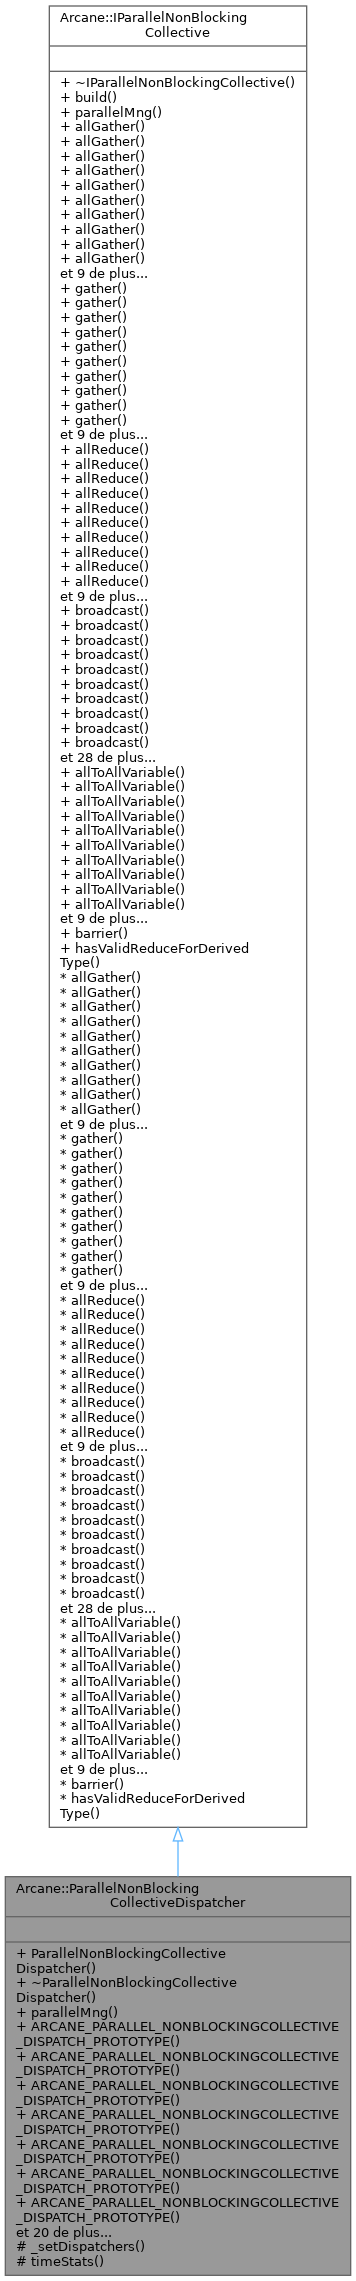 Arcane::IParallelNonBlocking
Collective
+ ~IParallelNonBlockingCollective()
+ build()
+ parallelMng()
+ allGather()
+ allGather()
+ allGather()
+ allGather()
+ allGather()
+ allGather()
+ allGather()
+ allGather()
+ allGather()
+ allGather()
et 9 de plus...
+ gather()
+ gather()
+ gather()
+ gather()
+ gather()
+ gather()
+ gather()
+ gather()
+ gather()
+ gather()
et 9 de plus...
+ allReduce()
+ allReduce()
+ allReduce()
+ allReduce()
+ allReduce()
+ allReduce()
+ allReduce()
+ allReduce()
+ allReduce()
+ allReduce()
et 9 de plus...
+ broadcast()
+ broadcast()
+ broadcast()
+ broadcast()
+ broadcast()
+ broadcast()
+ broadcast()
+ broadcast()
+ broadcast()
+ broadcast()
et 28 de plus...
+ allToAllVariable()
+ allToAllVariable()
+ allToAllVariable()
+ allToAllVariable()
+ allToAllVariable()
+ allToAllVariable()
+ allToAllVariable()
+ allToAllVariable()
+ allToAllVariable()
+ allToAllVariable()
et 9 de plus...
+ barrier()
+ hasValidReduceForDerived
Type()
* allGather()
* allGather()
* allGather()
* allGather()
* allGather()
* allGather()
* allGather()
* allGather()
* allGather()
* allGather()
et 9 de plus...
* gather()
* gather()
* gather()
* gather()
* gather()
* gather()
* gather()
* gather()
* gather()
* gather()
et 9 de plus...
* allReduce()
* allReduce()
* allReduce()
* allReduce()
* allReduce()
* allReduce()
* allReduce()
* allReduce()
* allReduce()
* allReduce()
et 9 de plus...
* broadcast()
* broadcast()
* broadcast()
* broadcast()
* broadcast()
* broadcast()
* broadcast()
* broadcast()
* broadcast()
* broadcast()
et 28 de plus...
* allToAllVariable()
* allToAllVariable()
* allToAllVariable()
* allToAllVariable()
* allToAllVariable()
* allToAllVariable()
* allToAllVariable()
* allToAllVariable()
* allToAllVariable()
* allToAllVariable()
et 9 de plus...
* barrier()
* hasValidReduceForDerived
Type()
Arcane::ParallelNonBlocking
CollectiveDispatcher
+ ParallelNonBlockingCollective
Dispatcher()
+ ~ParallelNonBlockingCollective
Dispatcher()
+ parallelMng()
+ ARCANE_PARALLEL_NONBLOCKINGCOLLECTIVE
_DISPATCH_PROTOTYPE()
+ ARCANE_PARALLEL_NONBLOCKINGCOLLECTIVE
_DISPATCH_PROTOTYPE()
+ ARCANE_PARALLEL_NONBLOCKINGCOLLECTIVE
_DISPATCH_PROTOTYPE()
+ ARCANE_PARALLEL_NONBLOCKINGCOLLECTIVE
_DISPATCH_PROTOTYPE()
+ ARCANE_PARALLEL_NONBLOCKINGCOLLECTIVE
_DISPATCH_PROTOTYPE()
+ ARCANE_PARALLEL_NONBLOCKINGCOLLECTIVE
_DISPATCH_PROTOTYPE()
+ ARCANE_PARALLEL_NONBLOCKINGCOLLECTIVE
_DISPATCH_PROTOTYPE()
et 20 de plus...
# _setDispatchers()
# timeStats()